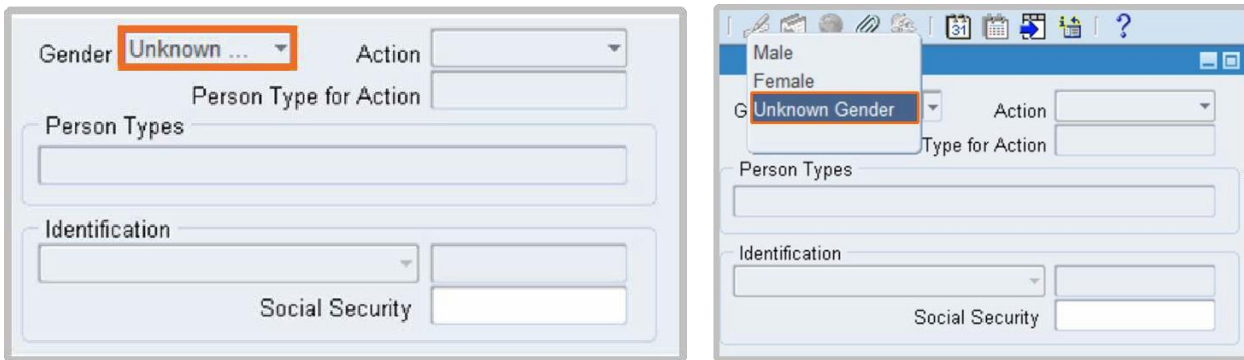 Gender Unknown ... Action
Person Type for Action
Person Types
Identification
Social Security
31 ?
Male
Female
G Unknown Gender Action
Type for Action
Person Types
Identification
Social Security